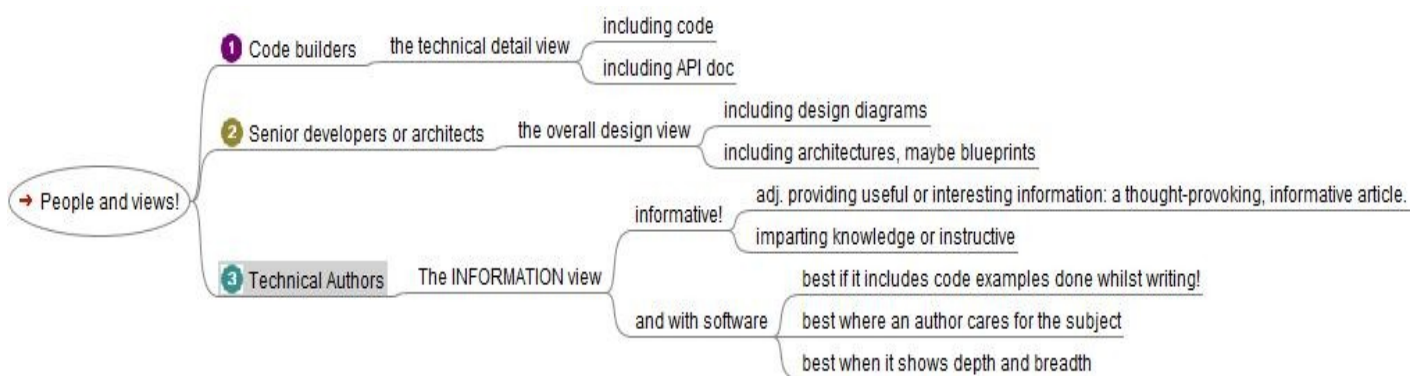 People and views!
1 Code builders
the technical detail view
including code
including API doc
2 Senior developers or architects
the overall design view
including design diagrams
including architectures, maybe blueprints
3 Technical Authors
The INFORMATION view
informative!
adj. providing useful or interesting information: a thought-provoking, informative article.
imparting knowledge or instructive
and with software
best if it includes code examples done whilst writing!
best where an author cares for the subject
best when it shows depth and breadth